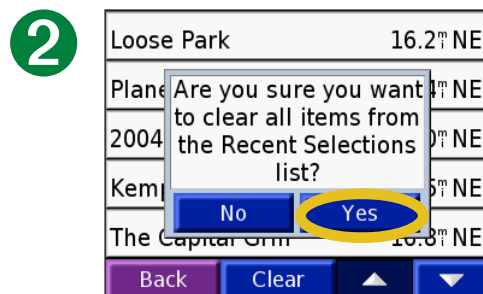 2
Loose Park 16.2 mi NE
Plane NE
Are you sure you want
to clear all items from
the Recent Selections
list?
2004 NE
Kemp NE
No Yes
The Capital Grill NE
Back Clear